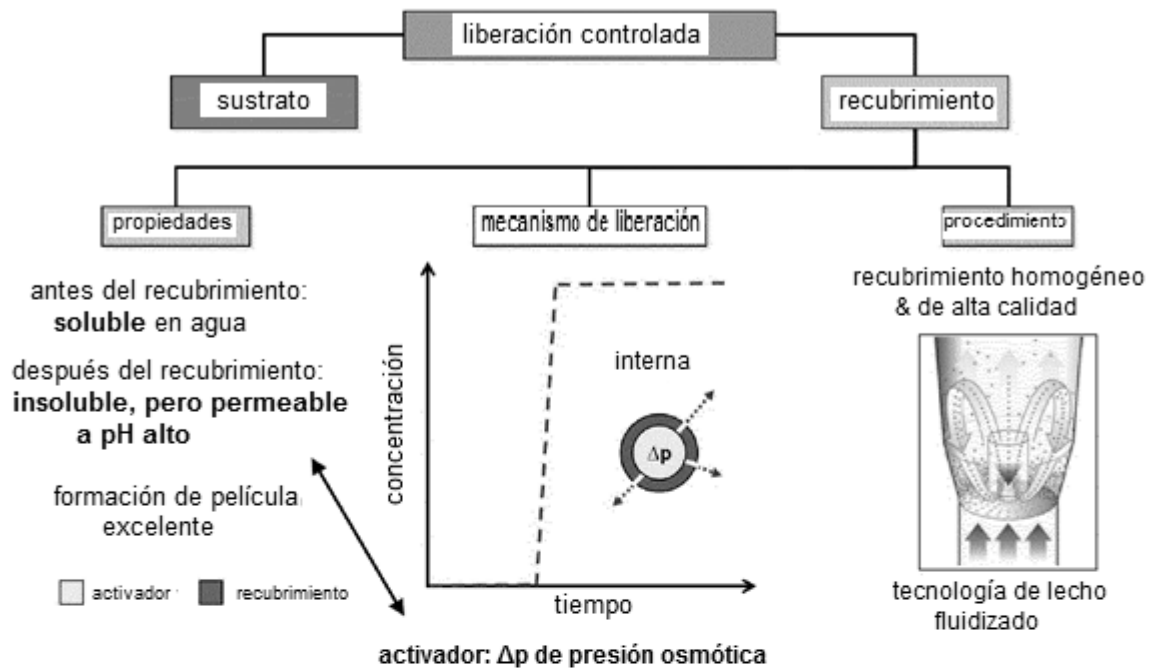 liberación controlada
sustrato
recubrimiento
propiedades
mecanismo de liberación
procedimiento
antes del recubrimiento:
soluble en agua
después del recubrimiento:
insoluble, pero permeable
a pH alto
formación de película
excelente
activador
recubrimiento
concentración
interna
Δp
tiempo
activador: Δp de presión osmótica
recubrimiento homogéneo
& de alta calidad
tecnología de lecho
fluidizado